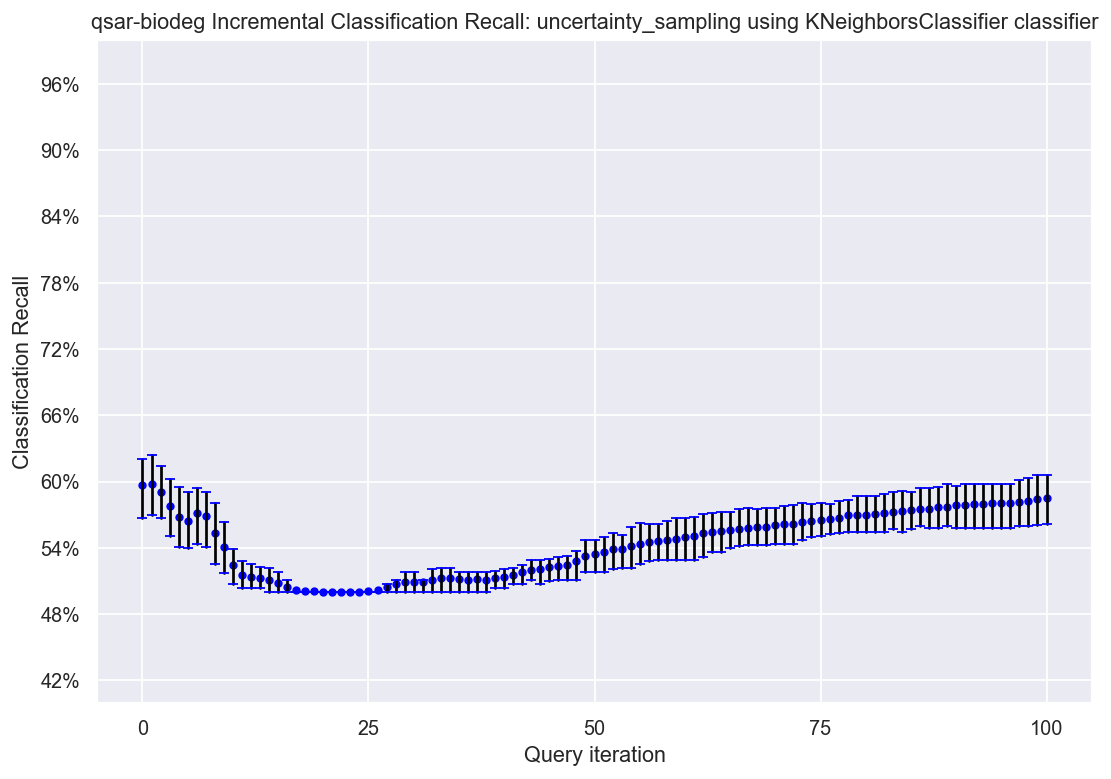 qsar-biodeg Incremental Classification Recall: uncertainty_sampling using KNeighborsClassifier classifier
96%
90%
84%
78%
72%
66%
60%
54%
48%
42%
Classification Recall
0 25 50 75 100
Query iteration